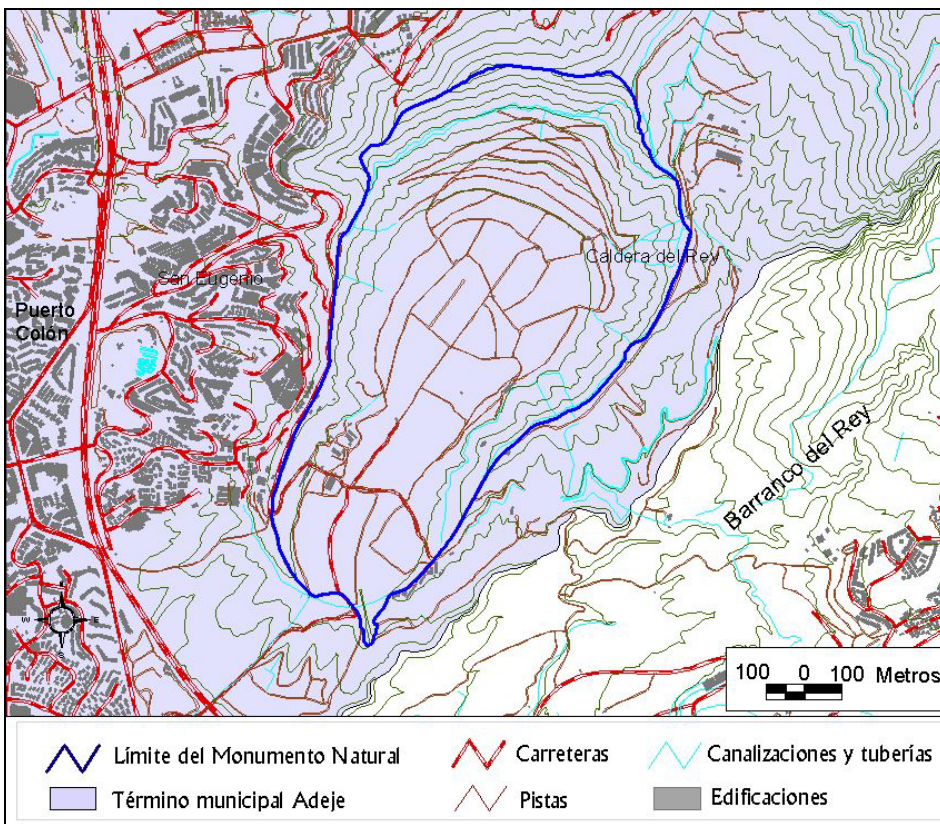 San Eugenio
Caldera del Rey
Puerto
Colón
Barranco del Rey
W
E
S
100 0 100 Metros
Límite del Monumento Natural
Carreteras
Canalizaciones y tuberías
Término municipal Adeje
Pistas
Edificaciones